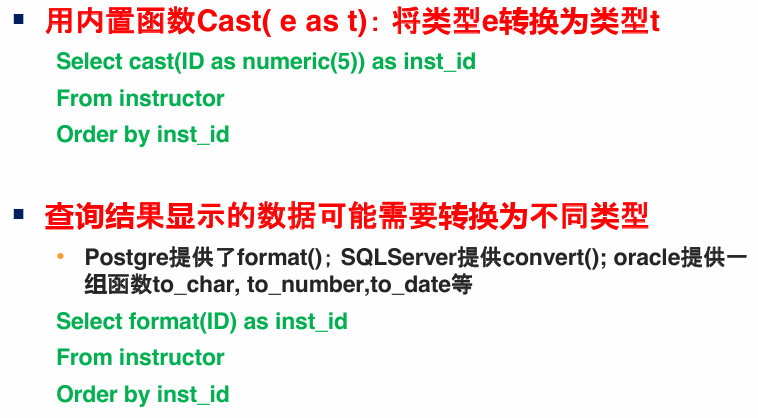 ▪ 用内置函数Cast( e as t)：将类型e转换为类型t
Select cast(ID as numeric(5)) as inst_id
From instructor
Order by inst_id
▪ 查询结果显示的数据可能需要转换为不同类型
• Postgre提供了format()；SQLServer提供convert(); oracle提供一
组函数to_char, to_number,to_date等
Select format(ID) as inst_id
From instructor
Order by inst_id